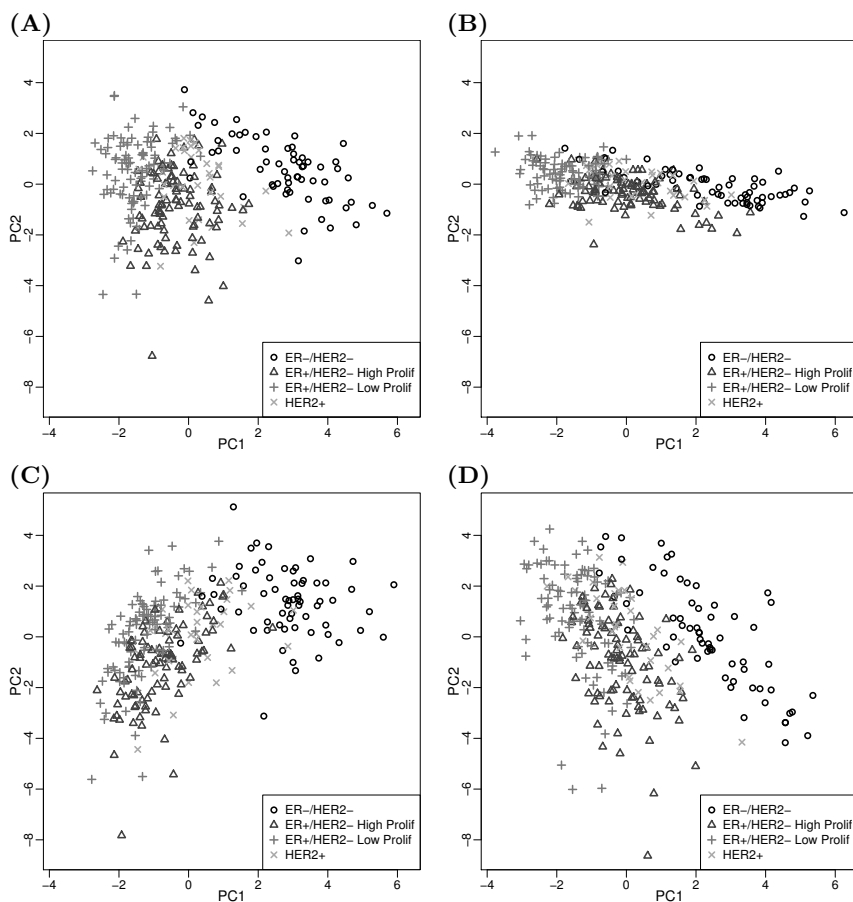 (A)
PC2
−8 −6 −4 −2 0 2 4
−4 −2 0 2 4 6
PC1
ER−/HER2−
ER+/HER2− High Prolif
ER+/HER2− Low Prolif
HER2+
(B)
PC2
−8 −6 −4 −2 0 2 4
−4 −2 0 2 4 6
PC1
ER−/HER2−
ER+/HER2− High Prolif
ER+/HER2− Low Prolif
HER2+
(C)
PC2
−8 −6 −4 −2 0 2 4
−4 −2 0 2 4 6
PC1
ER−/HER2−
ER+/HER2− High Prolif
ER+/HER2− Low Prolif
HER2+
(D)
PC2
−8 −6 −4 −2 0 2 4
−4 −2 0 2 4 6
PC1
ER−/HER2−
ER+/HER2− High Prolif
ER+/HER2− Low Prolif
HER2+